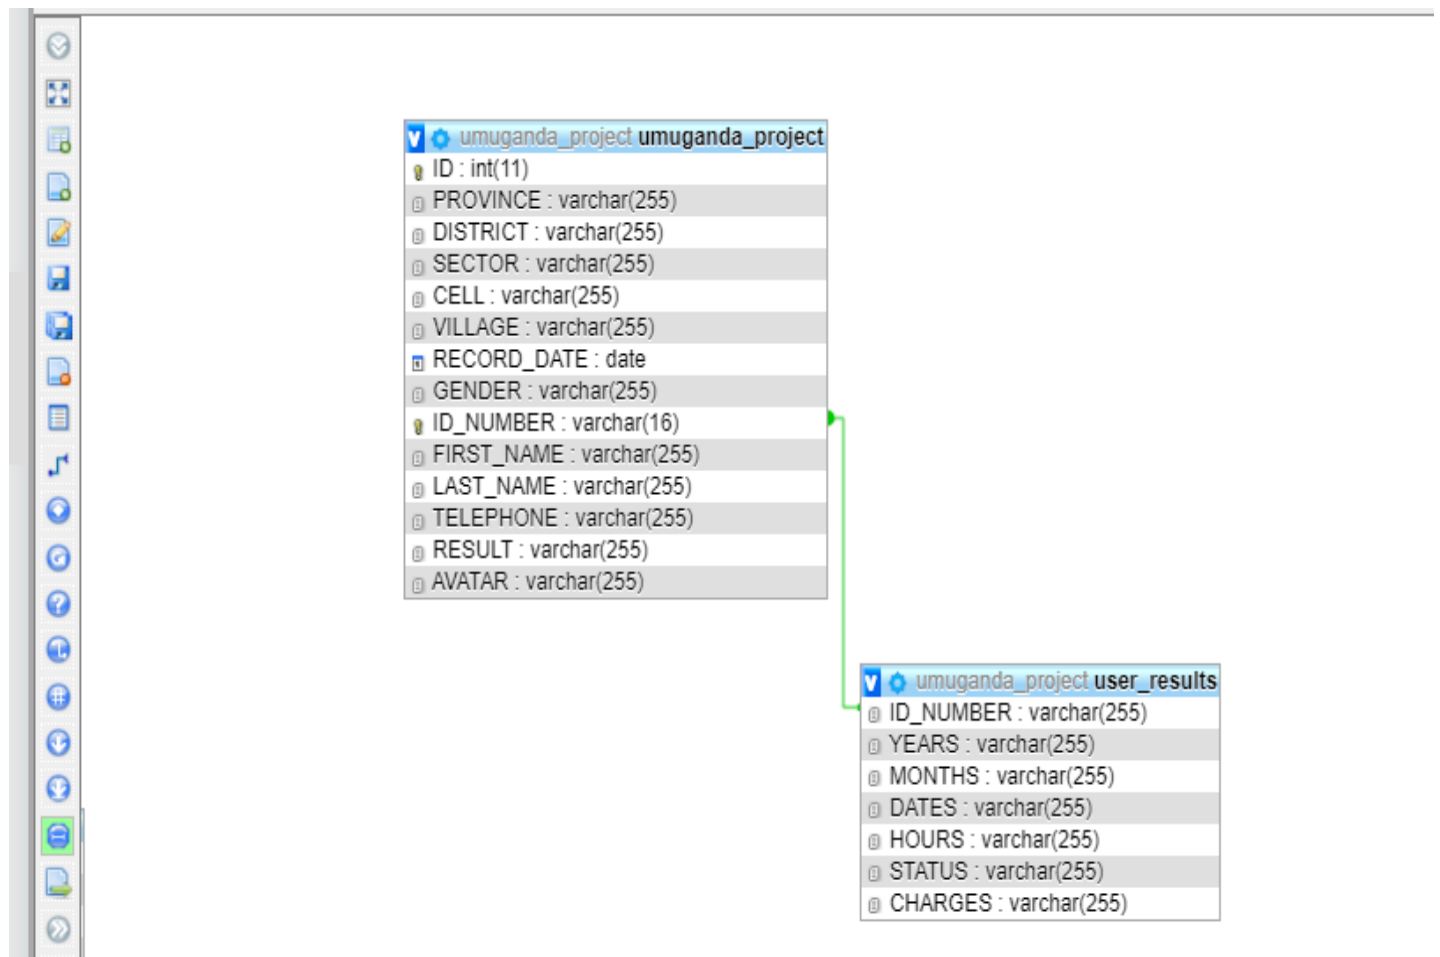 umuganda_project umuganda_project
ID : int(11)
PROVINCE : varchar(255)
DISTRICT : varchar(255)
SECTOR : varchar(255)
CELL : varchar(255)
VILLAGE : varchar(255)
RECORD_DATE : date
GENDER : varchar(255)
ID_NUMBER : varchar(16)
FIRST_NAME : varchar(255)
LAST_NAME : varchar(255)
TELEPHONE : varchar(255)
RESULT : varchar(255)
AVATAR : varchar(255)
umuganda_project user_results
ID_NUMBER : varchar(255)
YEARS : varchar(255)
MONTHS : varchar(255)
DATES : varchar(255)
HOURS : varchar(255)
STATUS : varchar(255)
CHARGES : varchar(255)